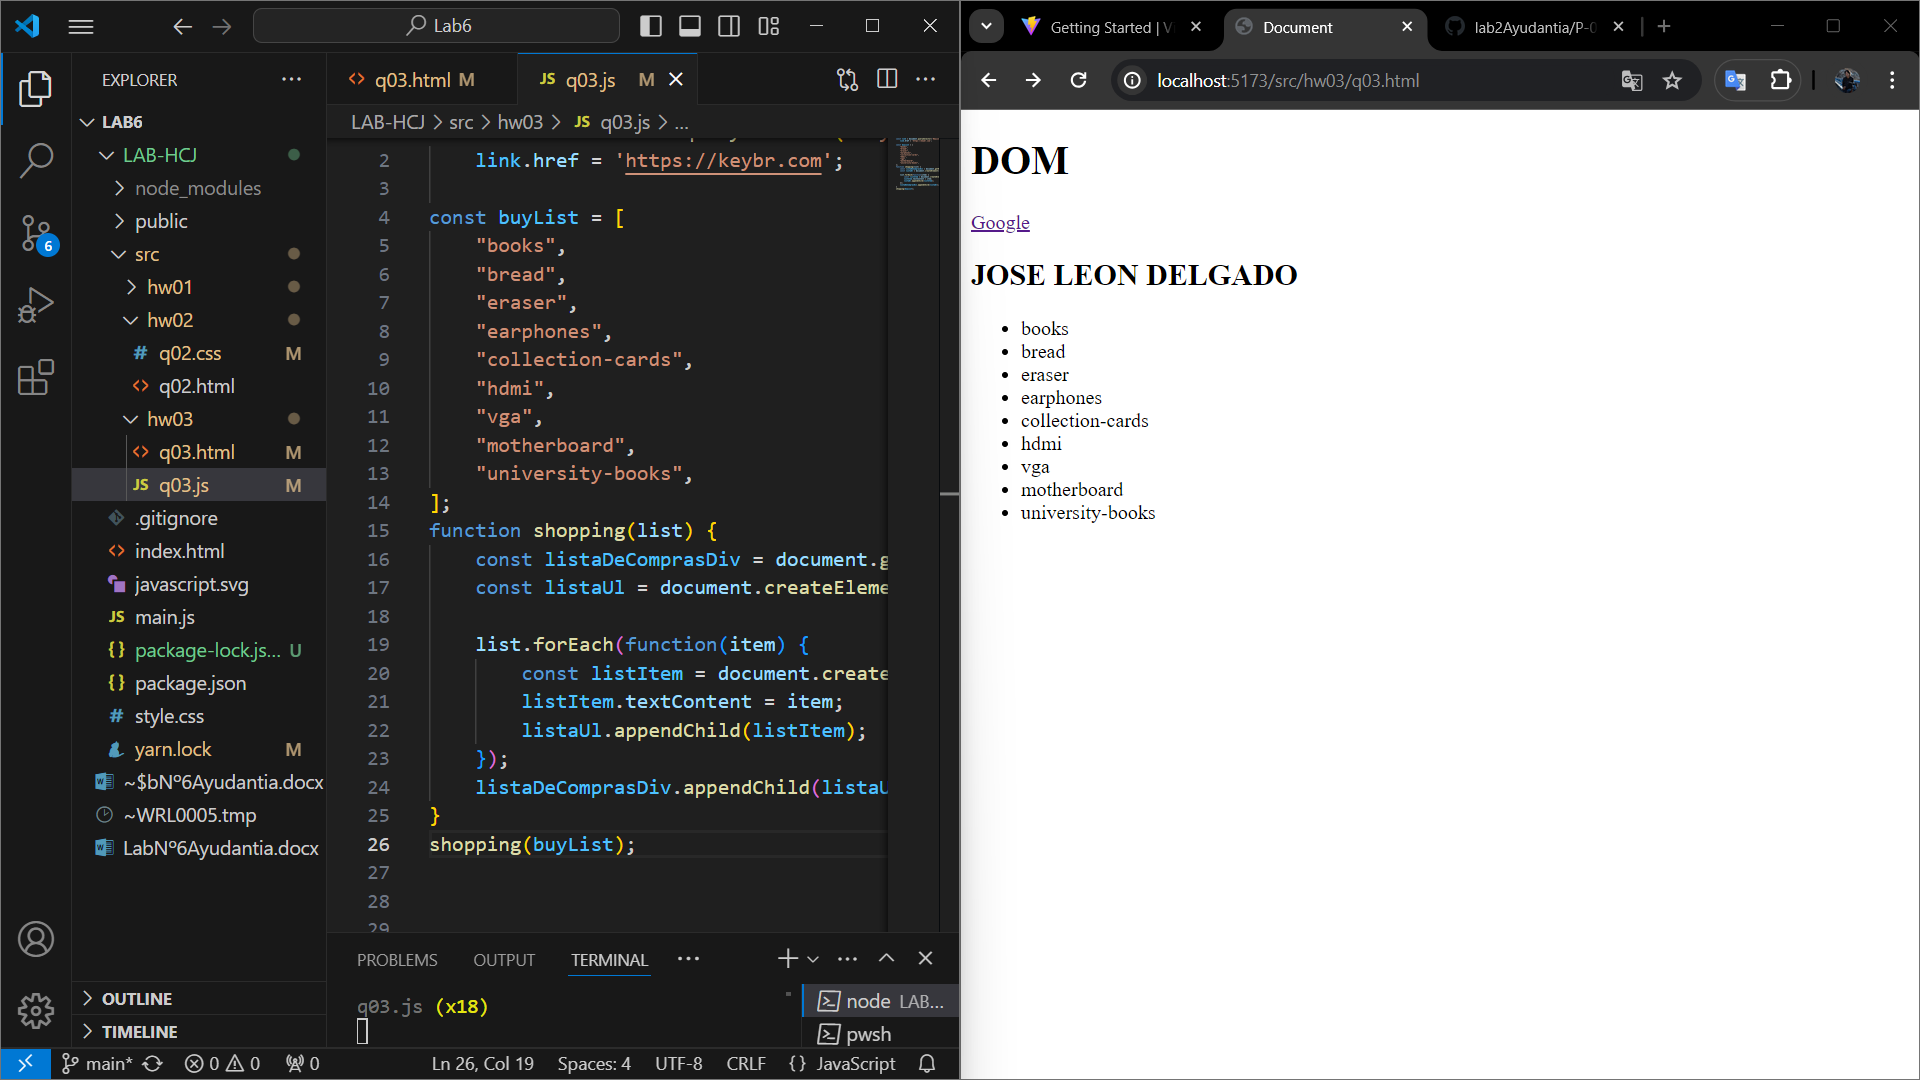 Lab6
EXPLORER
LAB6
LAB-HCJ
node_modules
public
src
hw01
hw02
# q02.css M
<> q02.html
hw03
<> q03.html M
JS q03.js M
.gitignore
<> index.html
javascript.svg
JS main.js
{} package-lock.js... U
{} package.json
# style.css
yarn.lock M
~$bNº6Ayudantia.docx
~WRL0005.tmp
LabNº6Ayudantia.docx
OUTLINE
TIMELINE
6
<> q03.html M
JS q03.js M
LAB-HCJ > src > hw03 > JS q03.js > ...
2 link.href = 'https://keybr.com';
3
4 const buyList = [
5 "books",
6 "bread",
7 "eraser",
8 "earphones",
9 "collection-cards",
10 "hdmi",
11 "vga",
12 "motherboard",
13 "university-books",
14 ];
15 function shopping(list) {
16 const listaDeComprasDiv = document.g
17 const listaUl = document.createEleme
18
19 list.forEach(function(item) {
20 const listItem = document.create
21 listItem.textContent = item;
22 listaUl.appendChild(listItem);
23 });
24 listaDeComprasDiv.appendChild(listaU
25 }
26 shopping(buyList);
27
28
29
PROBLEMS OUTPUT TERMINAL
q03.js (x18)
node LAB...
pwsh
main* 0 0 0 Ln 26, Col 19 Spaces: 4 UTF-8 CRLF {} JavaScript
Getting Started | V
Document
lab2Ayudantia/P-0
localhost:5173/src/hw03/q03.html
DOM
Google
JOSE LEON DELGADO
books
bread
eraser
earphones
collection-cards
hdmi
vga
motherboard
university-books